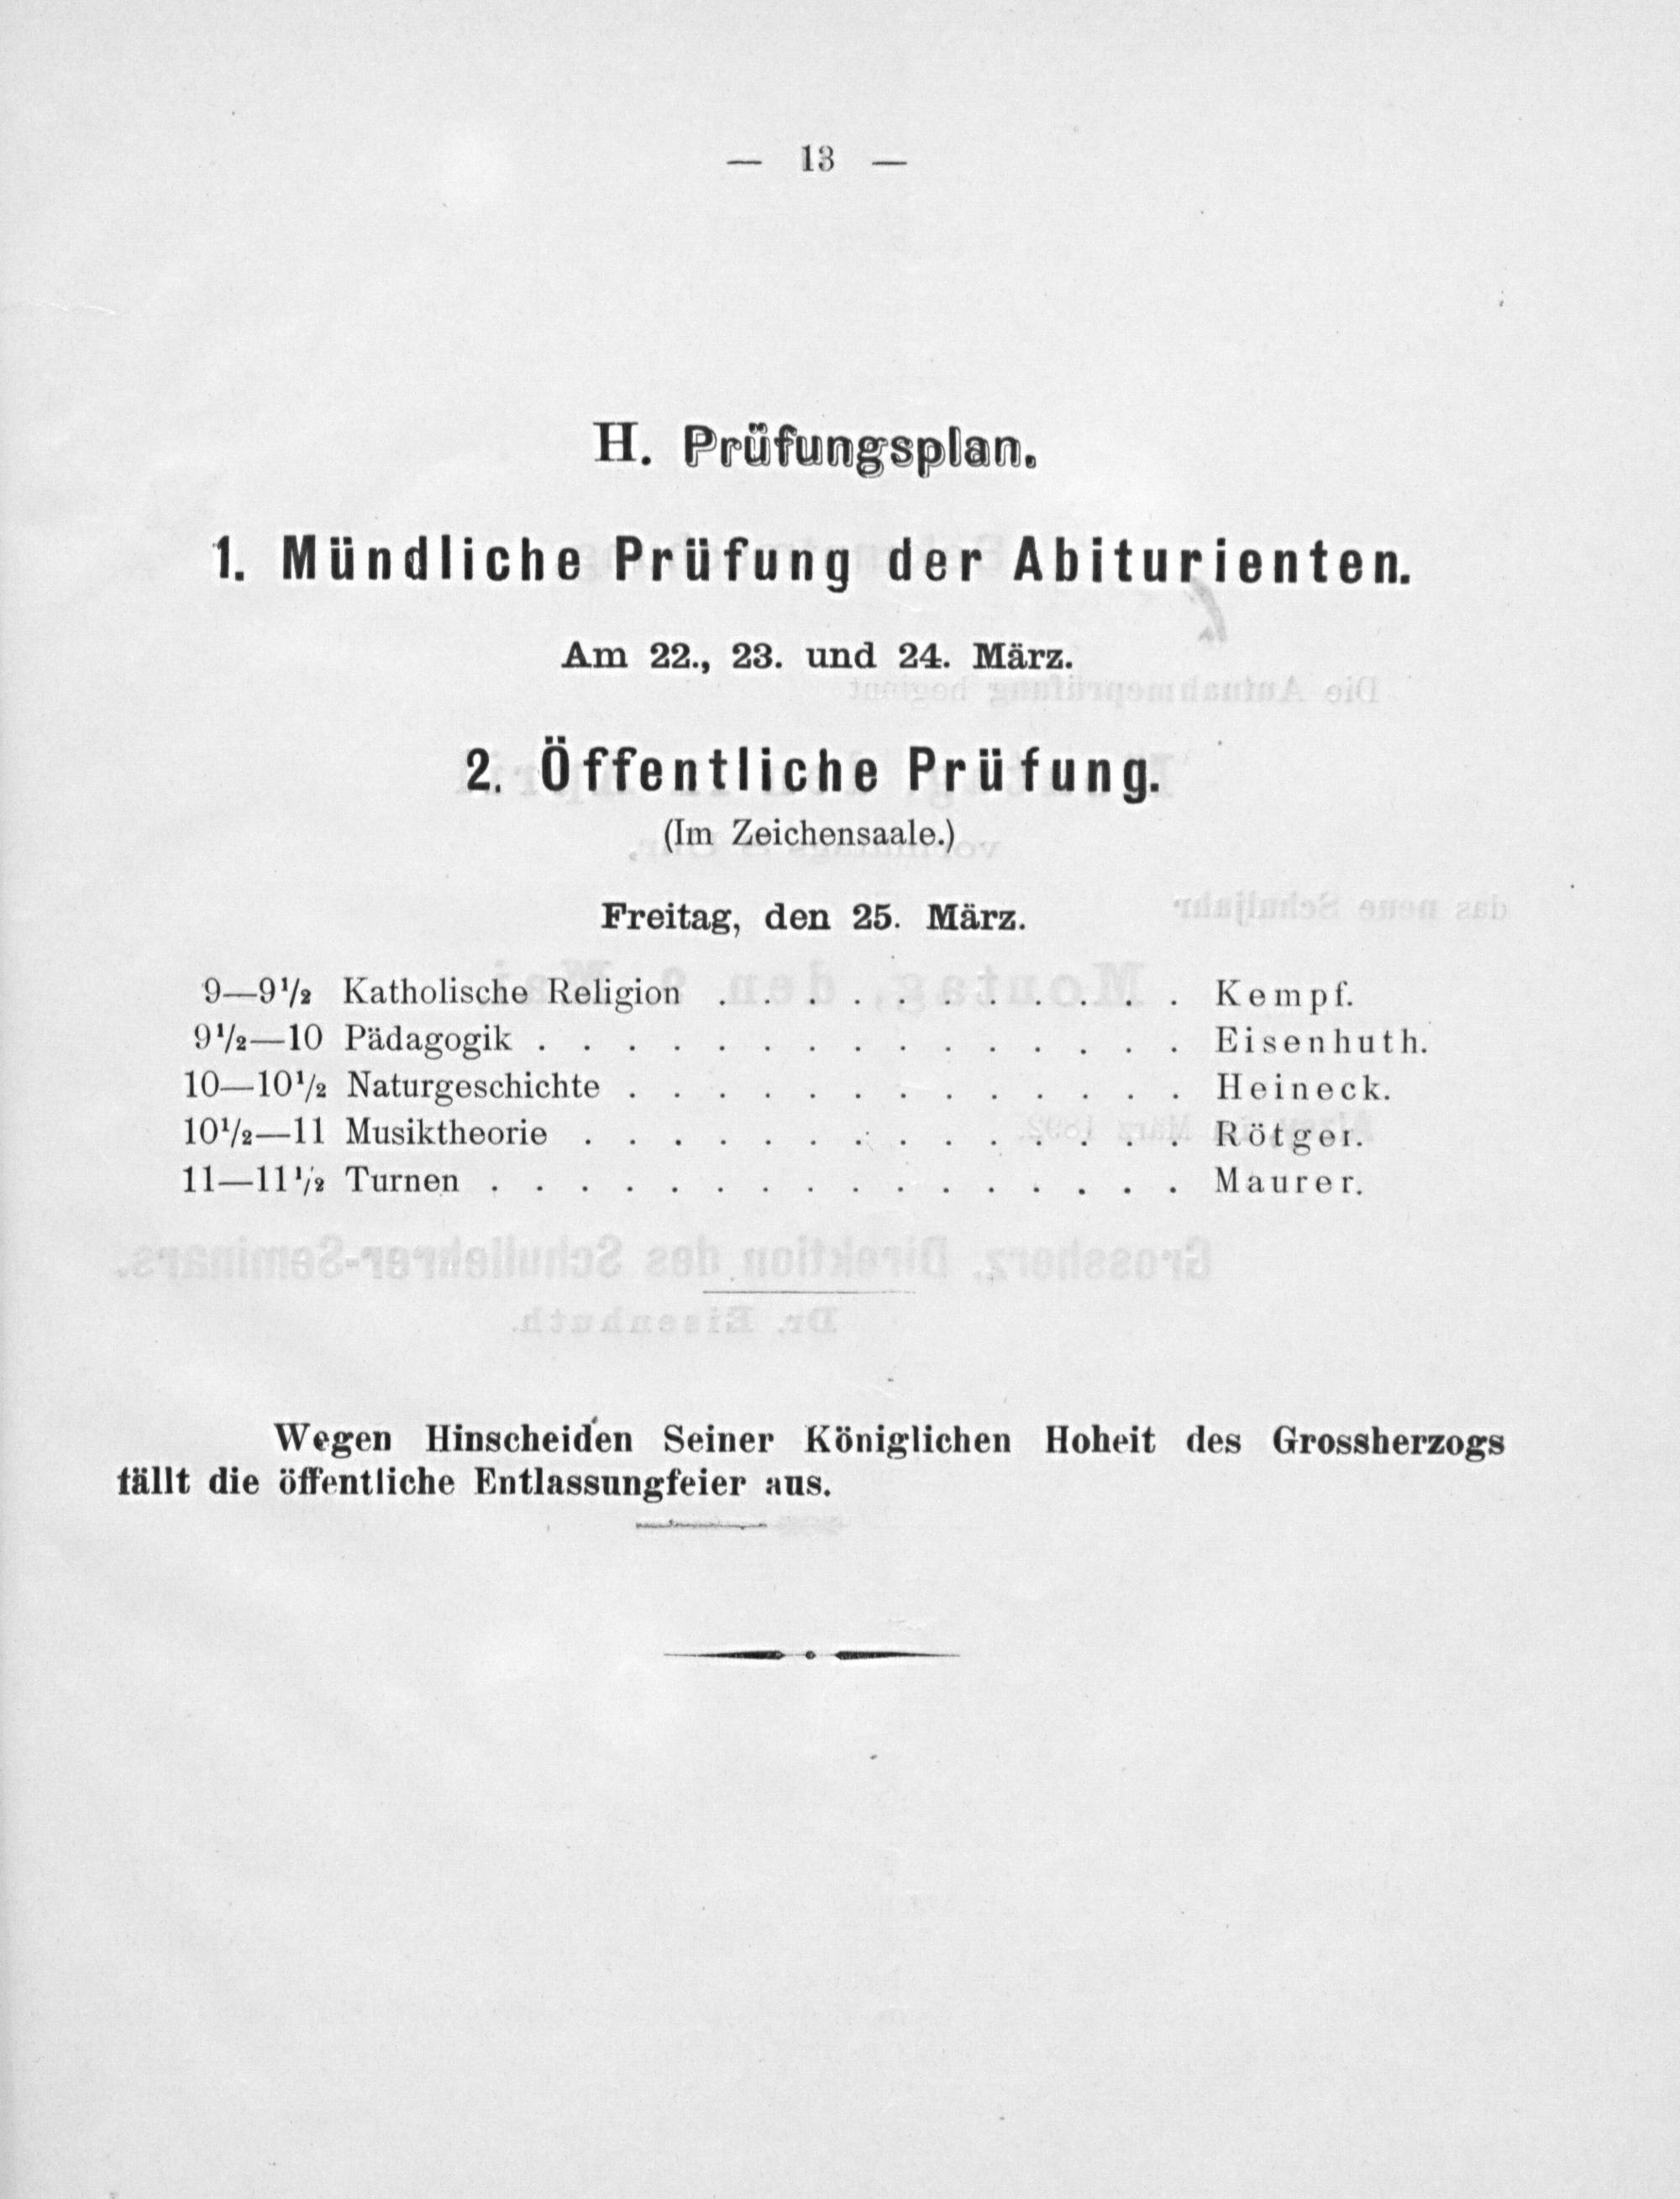 — 13 —
H. Prüfungsplan.
1. Mündliche Prüfung der Abiturienten.
Am 22., 23. und 24. März.
2. Öffentliche Prüfung.
(Im Zeichensaale.)
Freitag, den 25. März.
9—9½ Katholische Religion . . . . . . . . . . . Kempf.
9½—10 Pädagogik . . . . . . . . . . . . . . . Eisenhuth.
10—10½ Naturgeschichte . . . . . . . . . . . . . Heineck.
10½—11 Musiktheorie . . . . . . . . . . . . . . Rötger.
11—11½ Turnen . . . . . . . . . . . . . . . . Maurer.
Wegen Hinscheiden Seiner Königlichen Hoheit des Grossherzogs
fällt die öffentliche Entlassungfeier aus.